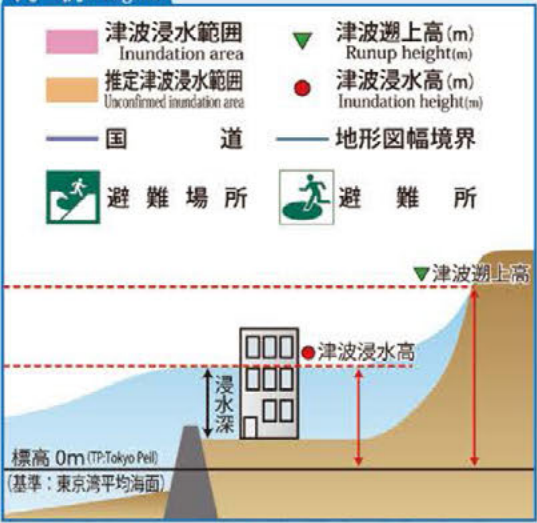 津波浸水範囲
Inundation area
津波遡上高(m)
Runup height(m)
推定津波浸水範囲
Unconfirmed inundation area
津波浸水高(m)
Inundation height(m)
国道
地形図幅境界
避難場所
避難所
津波遡上高
津波浸水高
浸水深
標高 0m(TP:Tokyo Peil)
(基準:東京湾平均海面)